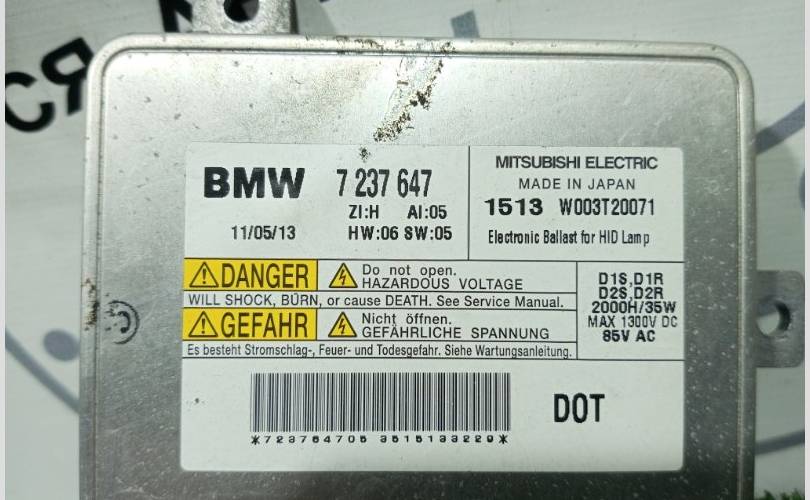 BMW 7 237 647
ZI:H AI:05
11/05/13 HW:06 SW:05
MITSUBISHI ELECTRIC
MADE IN JAPAN
1513 W003T20071
Electronic Ballast for HID Lamp
DANGER Do not open.
HAZARDOUS VOLTAGE
WILL SHOCK, BÜRN, or cause DEATH. See Service Manual.
GEFAHR Nicht öffnen.
GEFÄHRLICHE SPANNUNG
Es besteht Stromschlag-, Feuer- und Todesgefahr. Siehe Wartungsanleitung.
D1S,D1R
D2S,D2R
2000H/35W
MAX 1300V DC
85V AC
DOT
*723764705 3515133229*